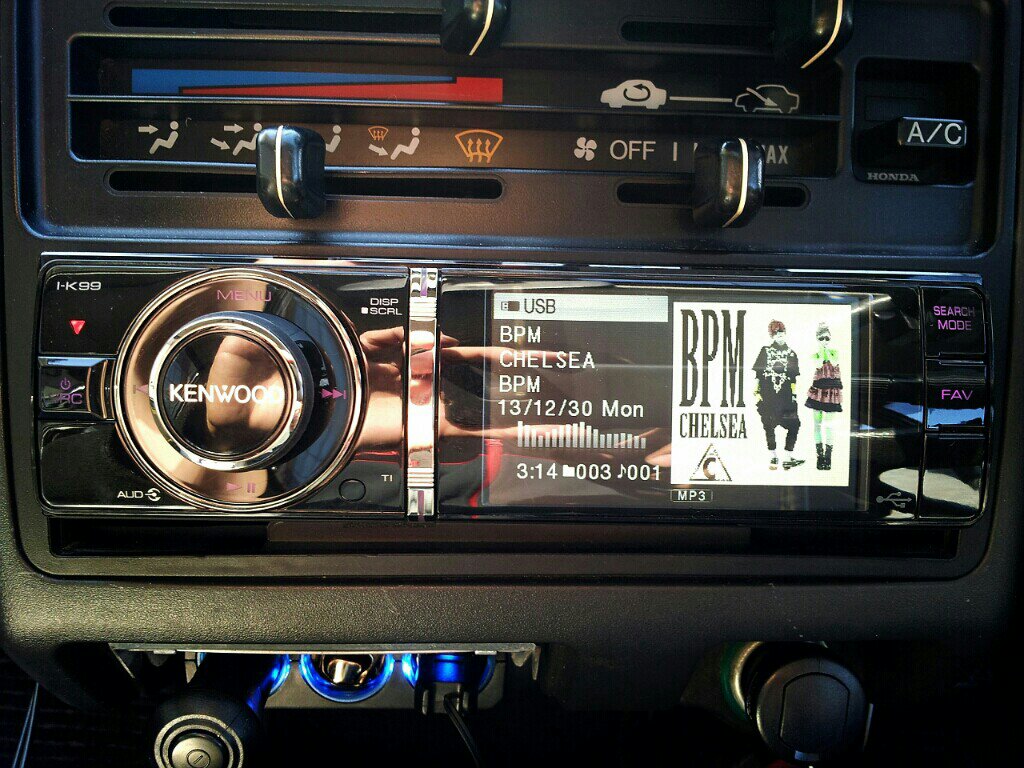 OFF
A/C
HONDA
I-K99
MENU
DISP
SCRL
KENWOOD
AUD
TI
USB
BPM
CHELSEA
BPM
13/12/30 Mon
3:14 003 ♪001
BPM
CHELSEA
C
MP3
SEARCH
MODE
FAV